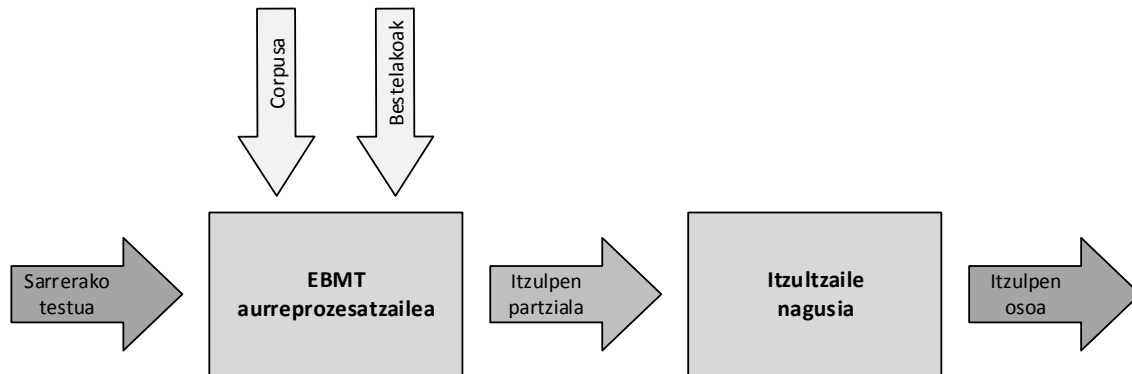 Corpusa
Bestelakoak
Sarrerako
testua
EBMT
aurreprozesatzailea
Itzulpen
partziala
Itzultzaile
nagusia
Itzulpen
osoa